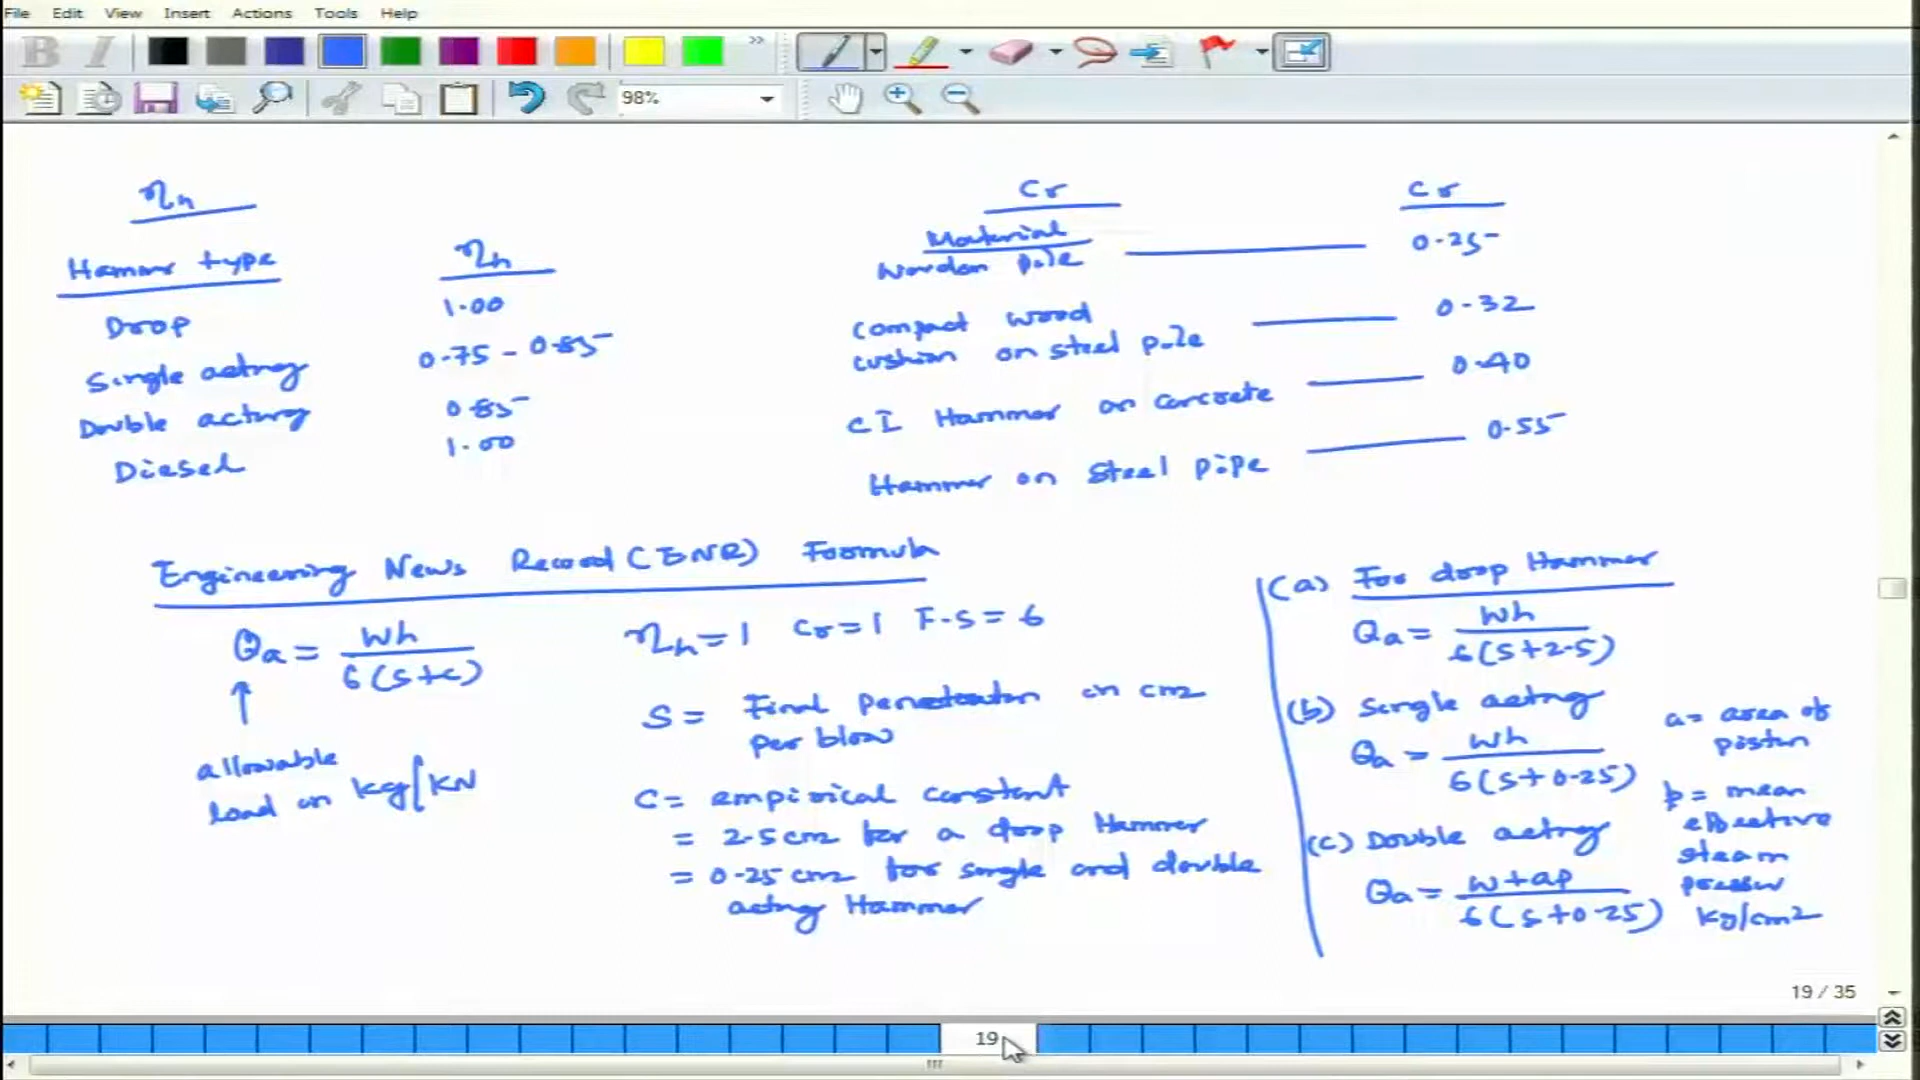 File Edit View Insert Actions Tools Help
B I
98%
ηh
Hammer type ηh
Drop 1.00
Single acting 0.75 - 0.85
Double acting 0.85
Diesel 1.00
Cr Cr
Material
Wooden pile 0.25
Compact wood
cushion on steel pile 0.32
CI Hammer on concrete 0.40
Hammer on steel pipe 0.55
Engineering News Record (ENR) Formula
Qa = Wh / 6(S+C)
allowable
load in kg/kN
ηh = 1 Cr = 1 F.S = 6
S = Final penetration in cm
per blow
C = empirical constant
= 2.5 cm for a drop Hammer
= 0.25 cm for single and double
acting Hammer
(a) For drop Hammer
Qa = Wh / 6(S+2.5)
(b) Single acting
Qa = Wh / 6(S+0.25)
(c) Double acting
Qa = W+ap / 6(S+0.25)
a = area of
piston
p = mean
effective
steam
pressur
kg/cm2
19 / 35
19